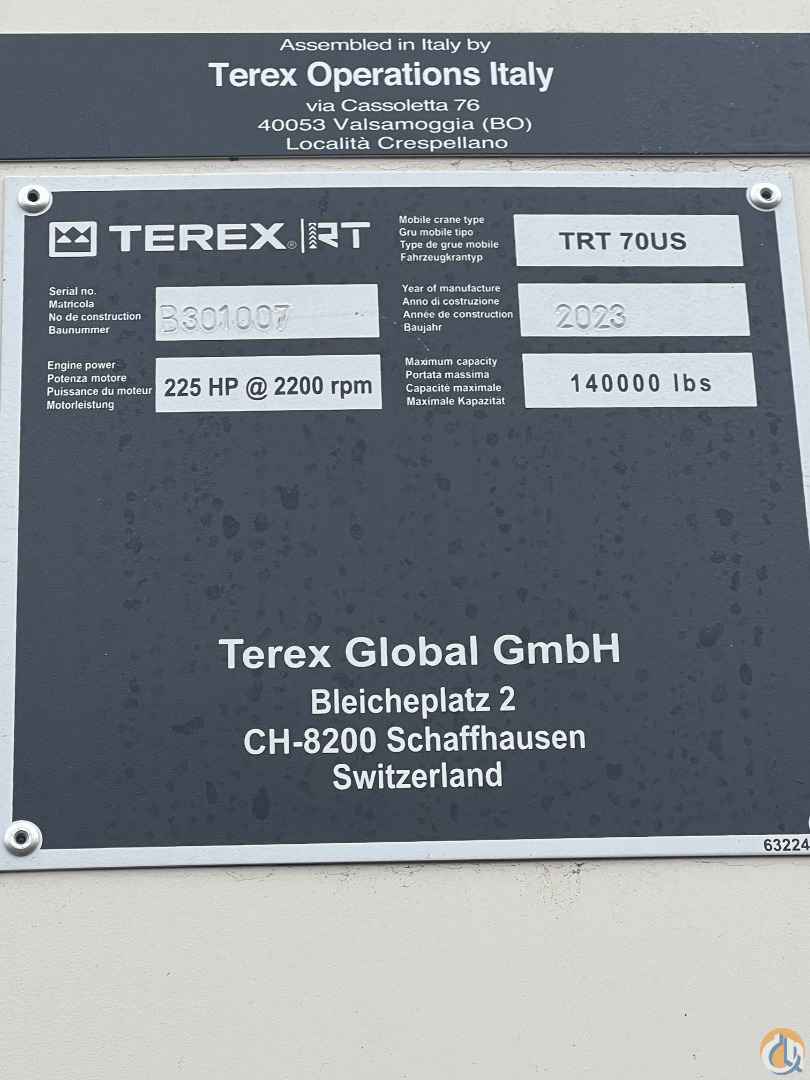 Assembled in Italy by
Terex Operations Italy
via Cassoletta 76
40053 Valsamoggia (BO)
Località Crespellano
TEREX® RT
Mobile crane type
Gru mobile tipo
Type de grue mobile
Fahrzeugkrantyp
TRT 70US
Serial no.
Matricola
No de construction
Baunummer
B301007
Year of manufacture
Anno di costruzione
Année de construction
Baujahr
2023
Engine power
Potenza motore
Puissance du moteur
Motorleistung
225 HP @ 2200 rpm
Maximum capacity
Portata massima
Capacité maximale
Maximale Kapazität
140000 lbs
Terex Global GmbH
Bleicheplatz 2
CH-8200 Schaffhausen
Switzerland
63224